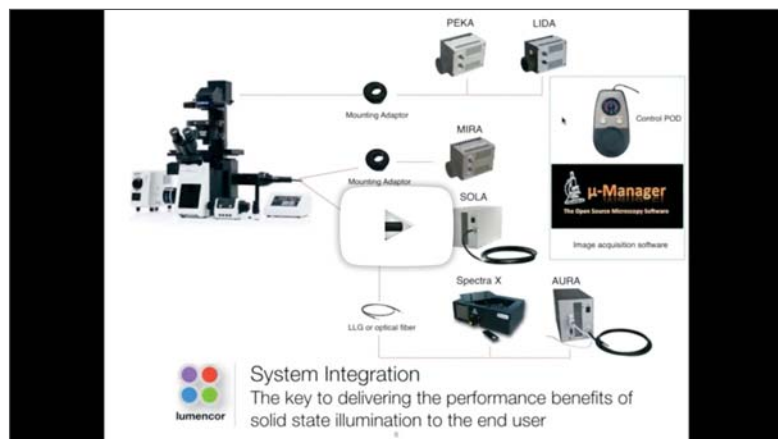 PEKA
LIDA
Mounting Adaptor
Control POD
MIRA
Mounting Adaptor
μ-Manager
The Open Source Microscopy Software
SOLA
Image acquisition software
Spectra X
AURA
LLG or optical fiber
System Integration
The key to delivering the performance benefits of
solid state illumination to the end user
lumencor